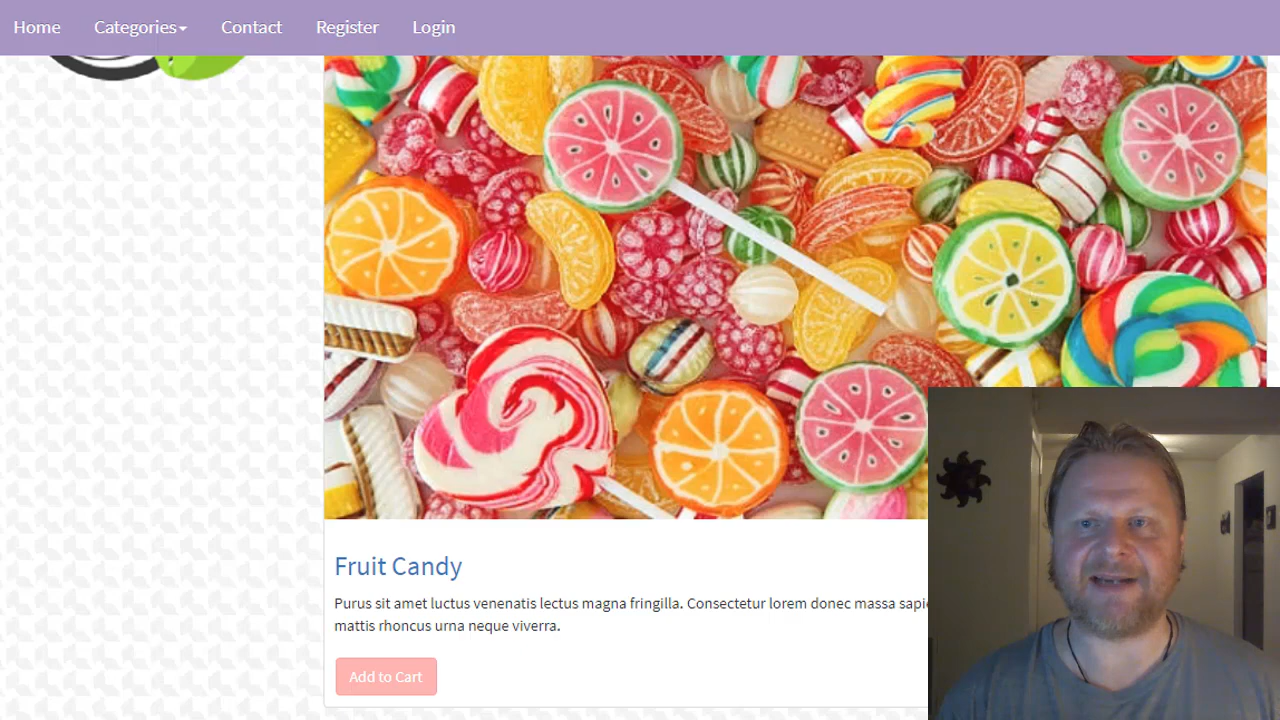 Home Categories Contact Register Login
Fruit Candy
Purus sit amet luctus venenatis lectus magna fringilla. Consectetur lorem donec massa
mattis rhoncus urna neque viverra.
Add to Cart